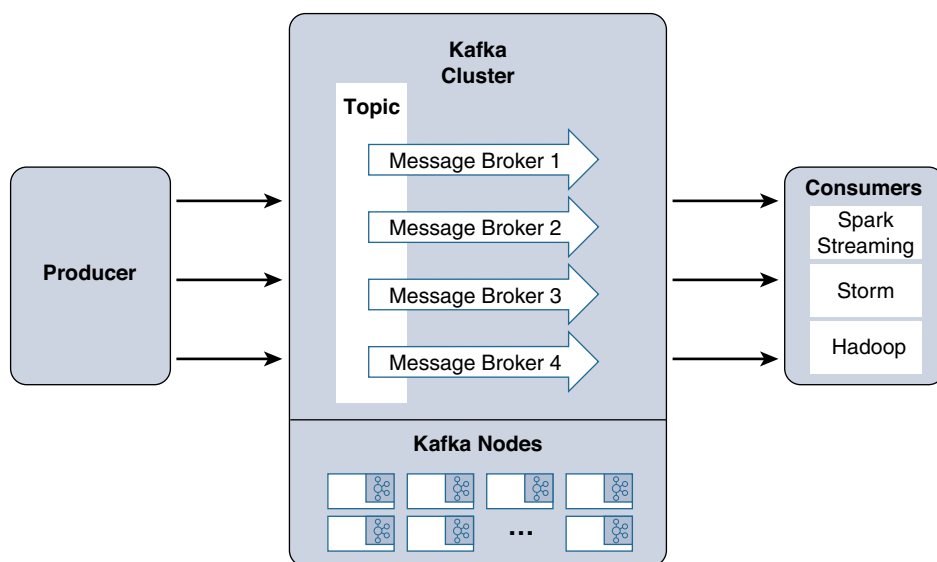 Kafka
Cluster
Topic
Message Broker 1
Message Broker 2
Message Broker 3
Message Broker 4
Producer
Consumers
Spark
Streaming
Storm
Hadoop
Kafka Nodes
...